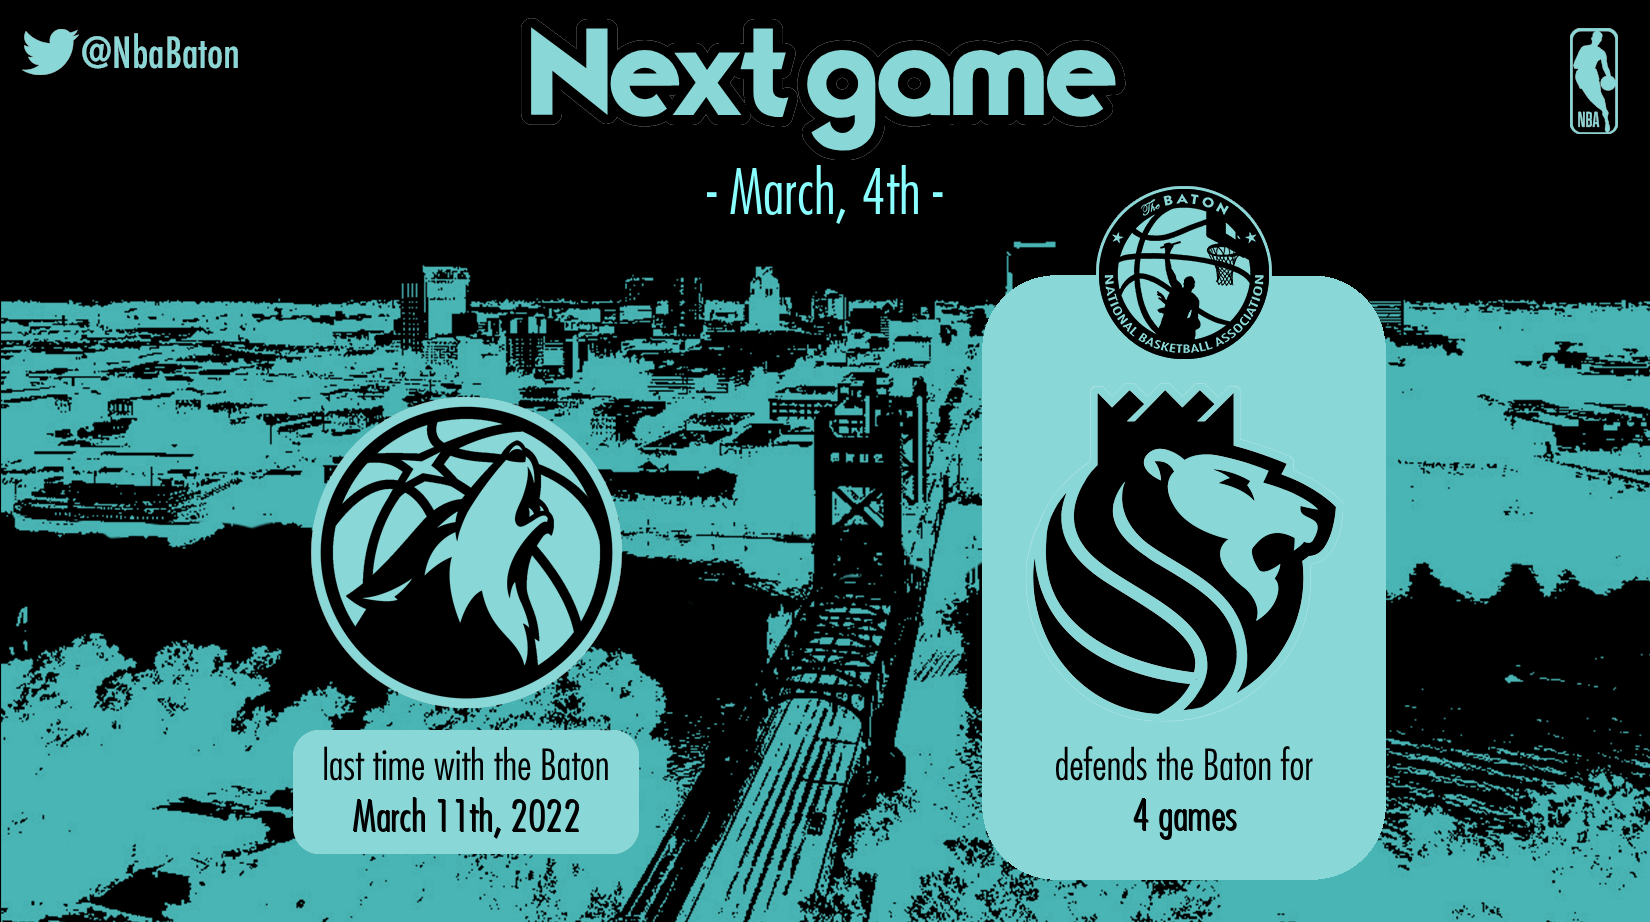 @NbaBaton
Next game
NBA
- March, 4th -
The BATON
NATIONAL BASKETBALL ASSOCIATION
last time with the Baton
March 11th, 2022
defends the Baton for
4 games